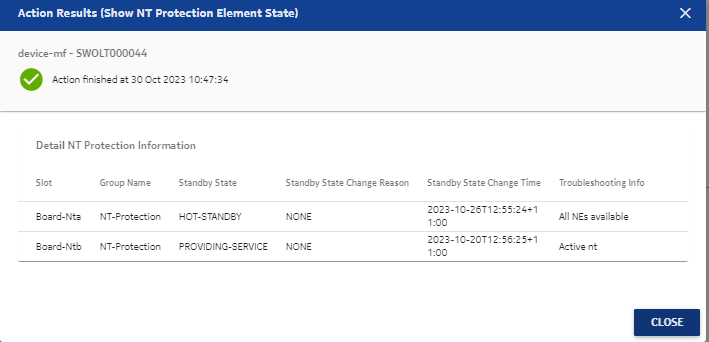 Action Results (Show NT Protection Element State)
device-mf - SWOLT000044
Action finished at 30 Oct 2023 10:47:34
Detail NT Protection Information
Slot Group Name Standby State Standby State Change Reason Standby State Change Time Troubleshooting Info
Board-Nta NT-Protection HOT-STANDBY NONE 2023-10-26T12:55:24+1 All NEs available
1:00
Board-Ntb NT-Protection PROVIDING-SERVICE NONE 2023-10-20T12:56:25+1 Active nt
1:00
CLOSE